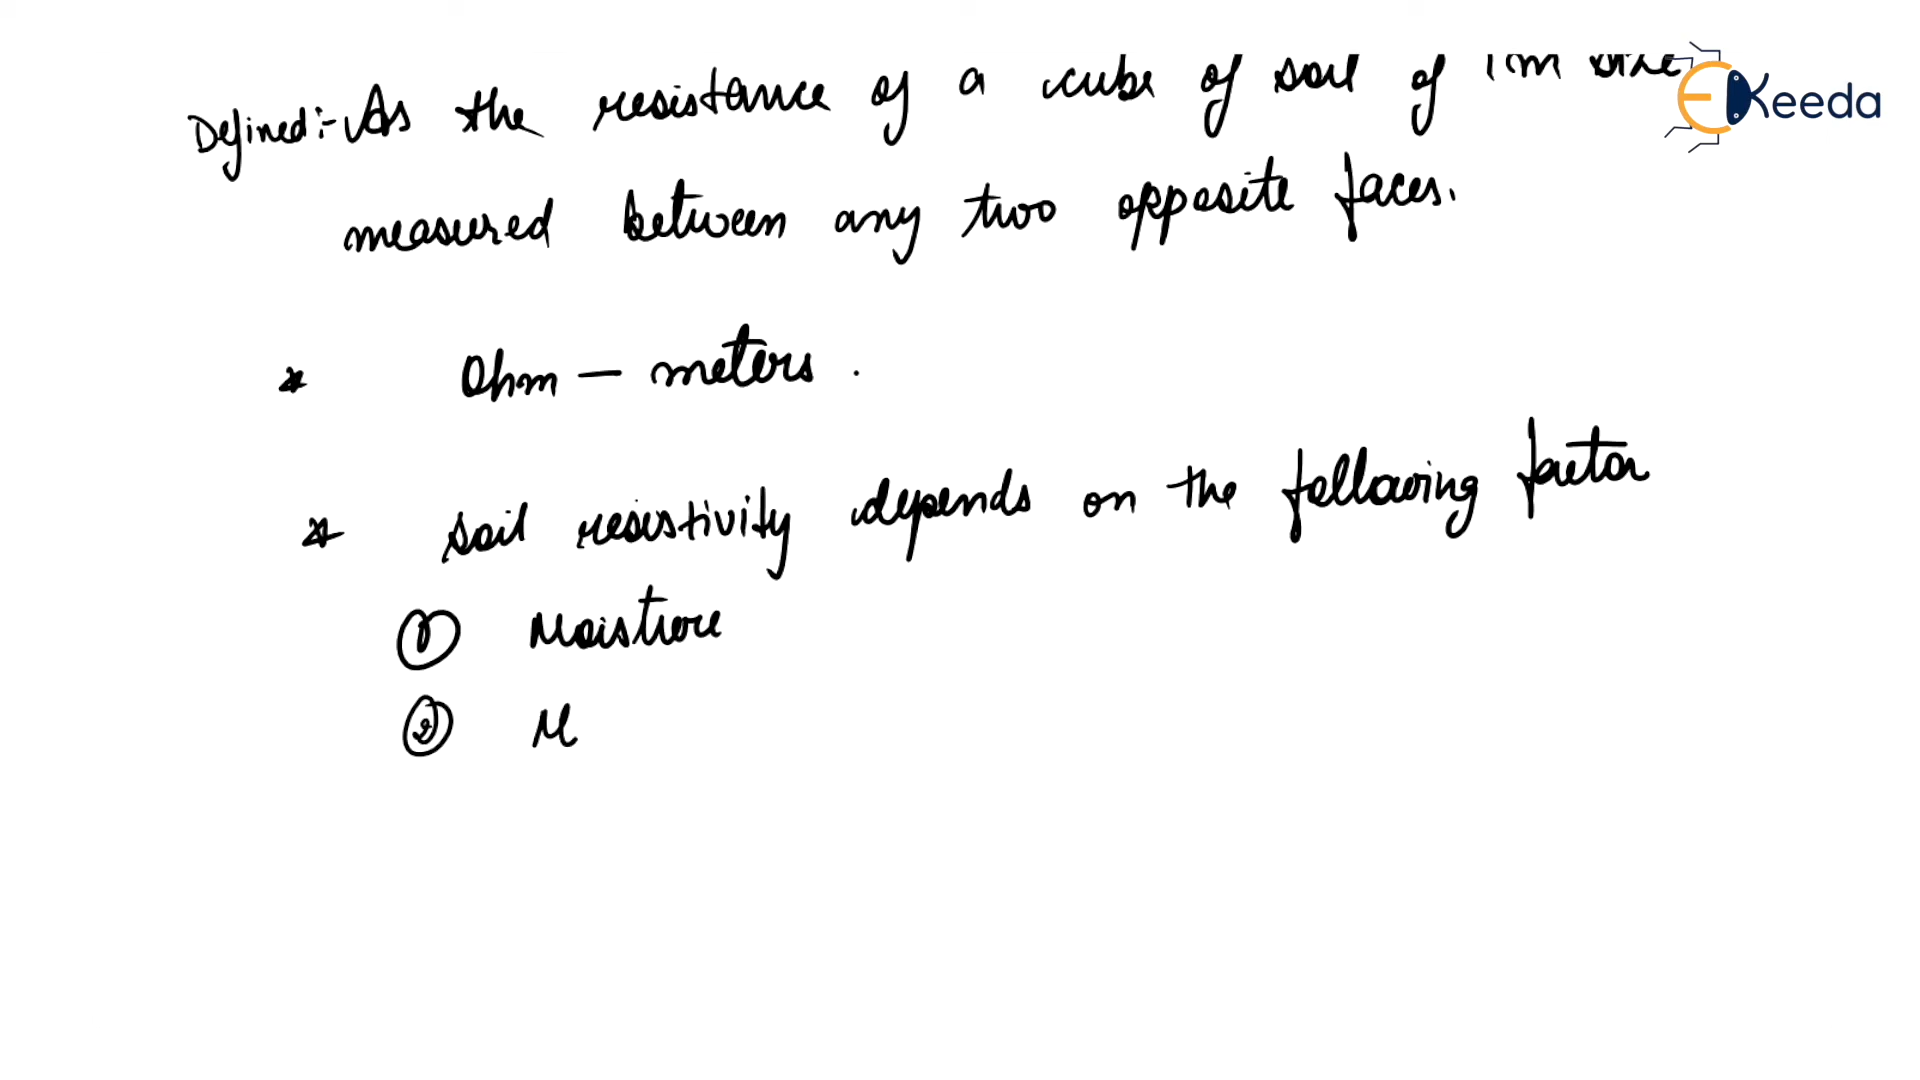 Defined:- As the resistance of a cube of soil of 1m size
measured between any two opposite faces.
* Ohm - meters.
* soil resistivity depends on the following factor
① Moisture
② M
EKeeda